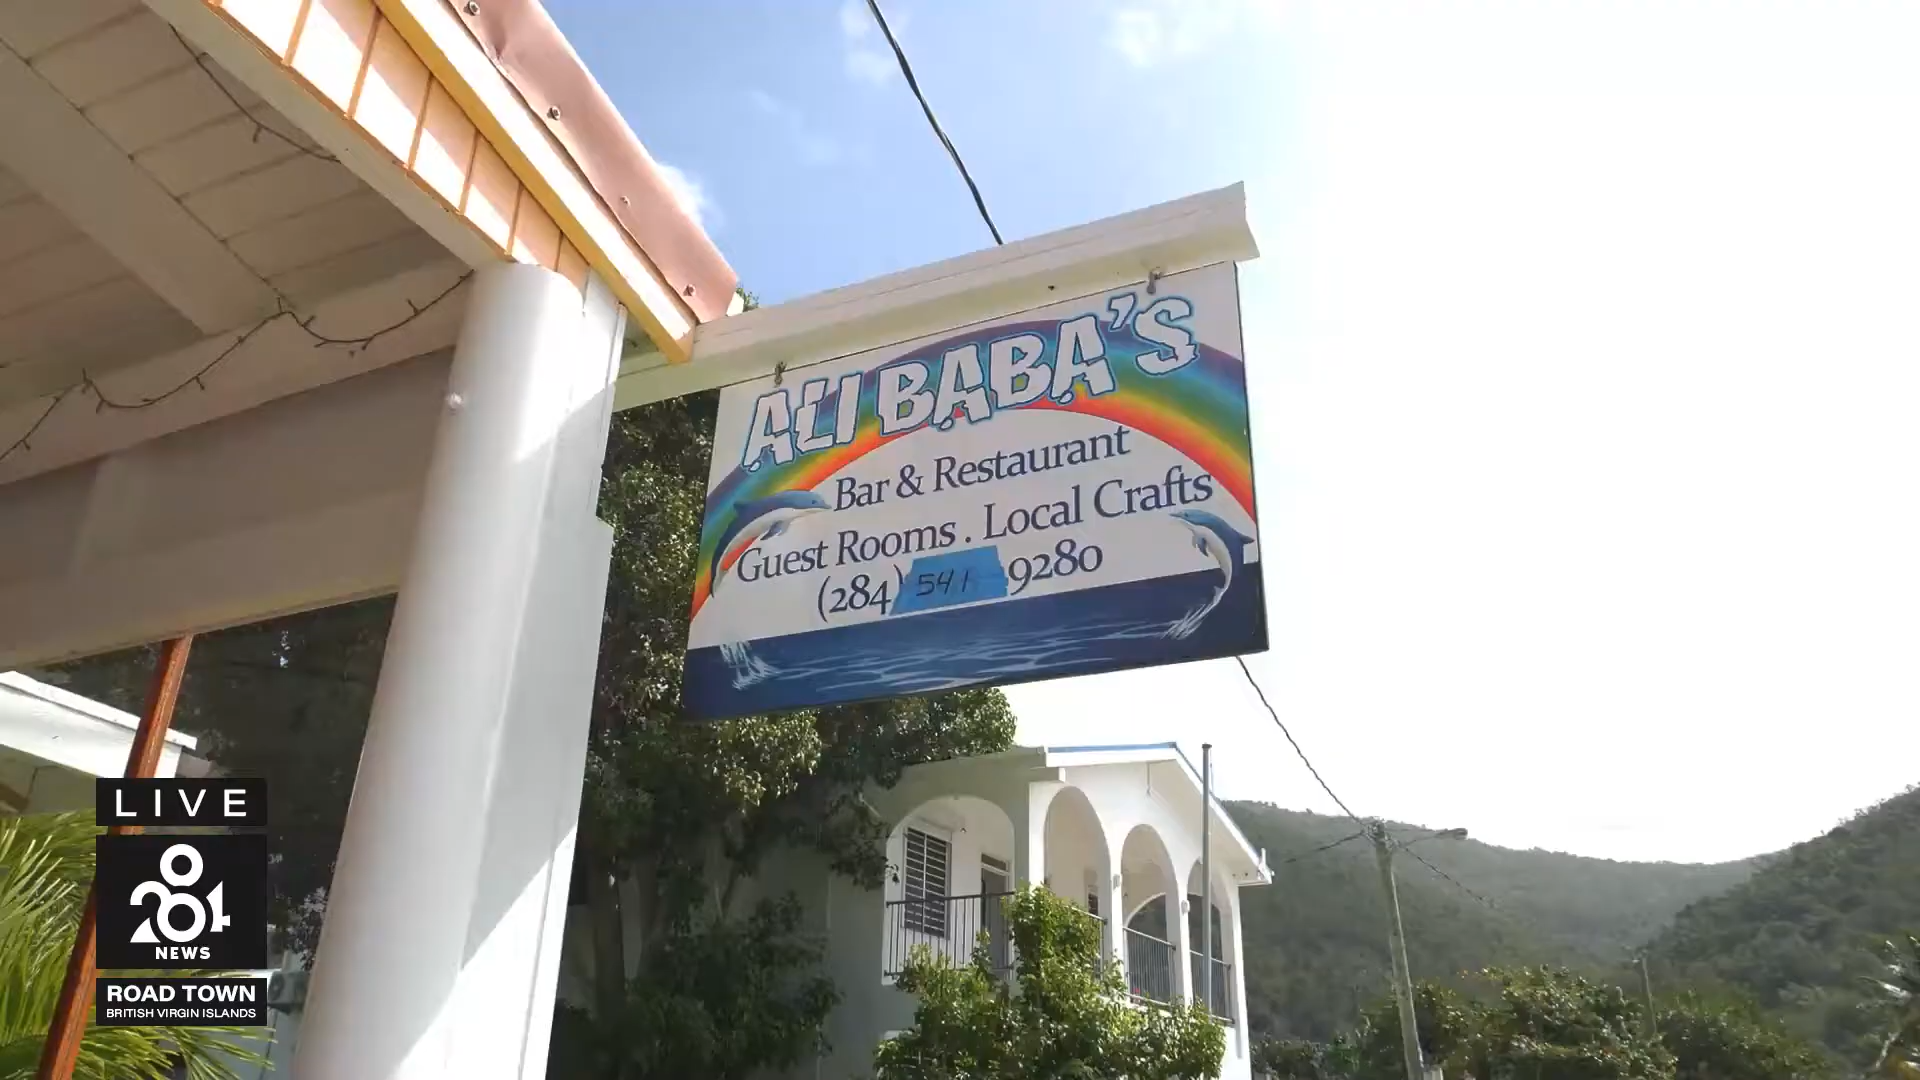 ALI BABA'S
Bar & Restaurant
Guest Rooms . Local Crafts
(284) 541 9280
LIVE
284
NEWS
ROAD TOWN
BRITISH VIRGIN ISLANDS